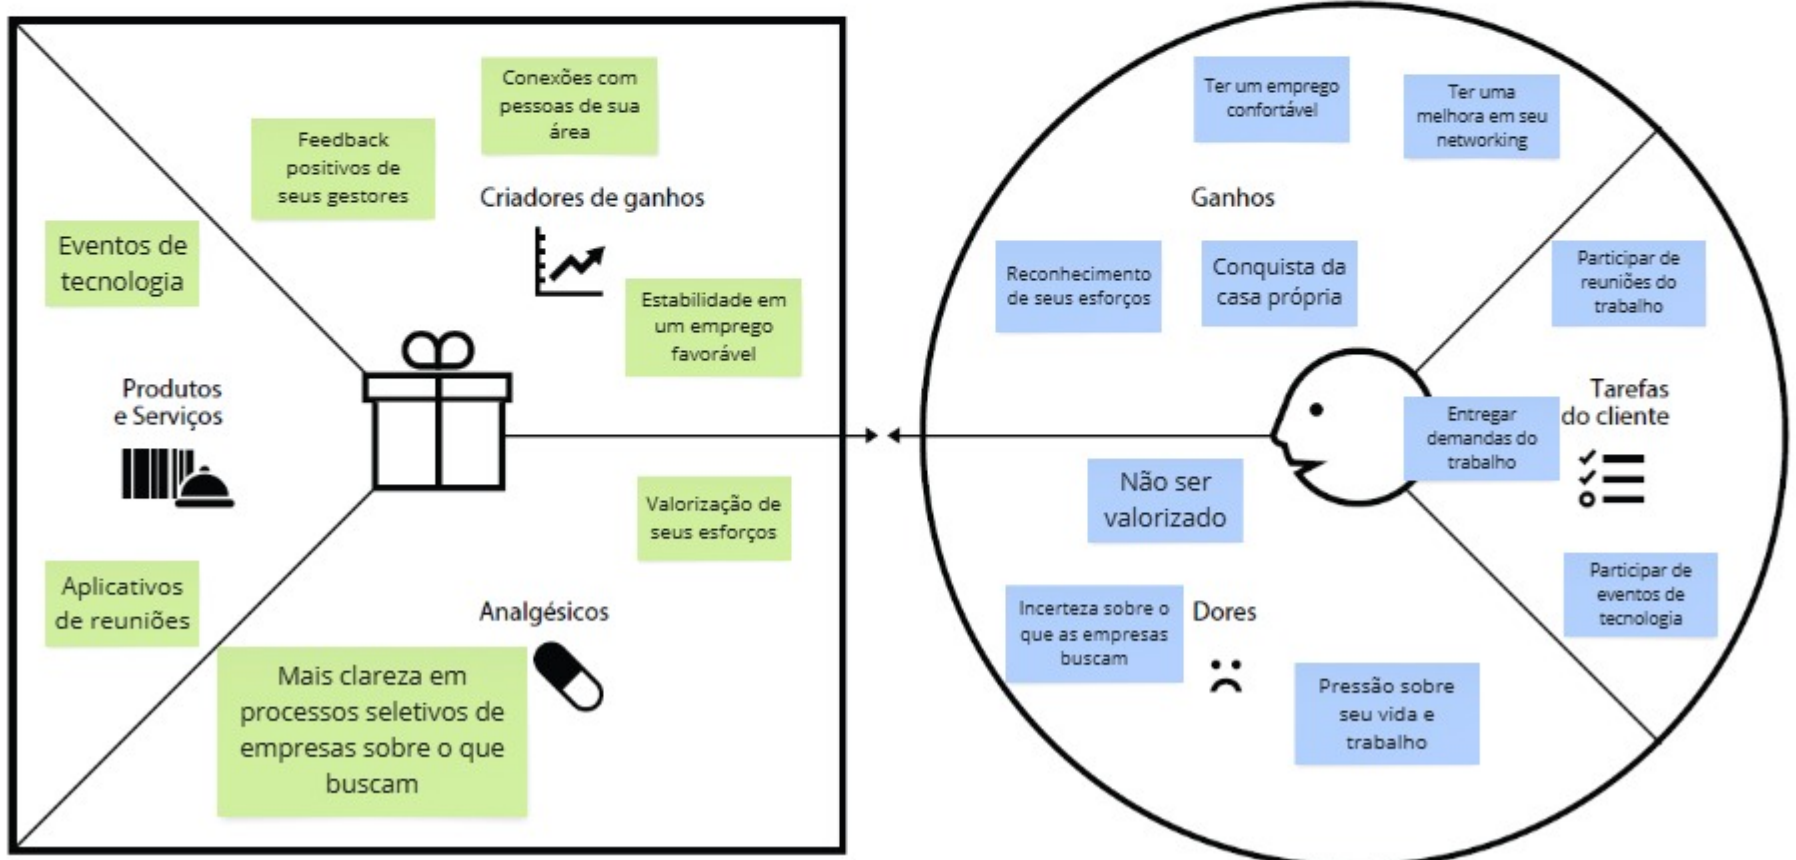 Conexões com
pessoas de sua
área
Feedback
positivos de
seus gestores
Criadores de ganhos
Eventos de
tecnologia
Estabilidade em
um emprego
favorável
Produtos
e Serviços
Valorização de
seus esforços
Aplicativos
de reuniões
Analgésicos
Mais clareza em
processos seletivos de
empresas sobre o que
buscam
Ter um emprego
confortável
Ter uma
melhora em seu
networking
Ganhos
Reconhecimento
de seus esforços
Conquista da
casa própria
Participar de
reuniões do
trabalho
Tarefas
do cliente
Entregar
demandas do
trabalho
Não ser
valorizado
Incerteza sobre o
que as empresas
buscam
Dores
Participar de
eventos de
tecnologia
Pressão sobre
seu vida e
trabalho